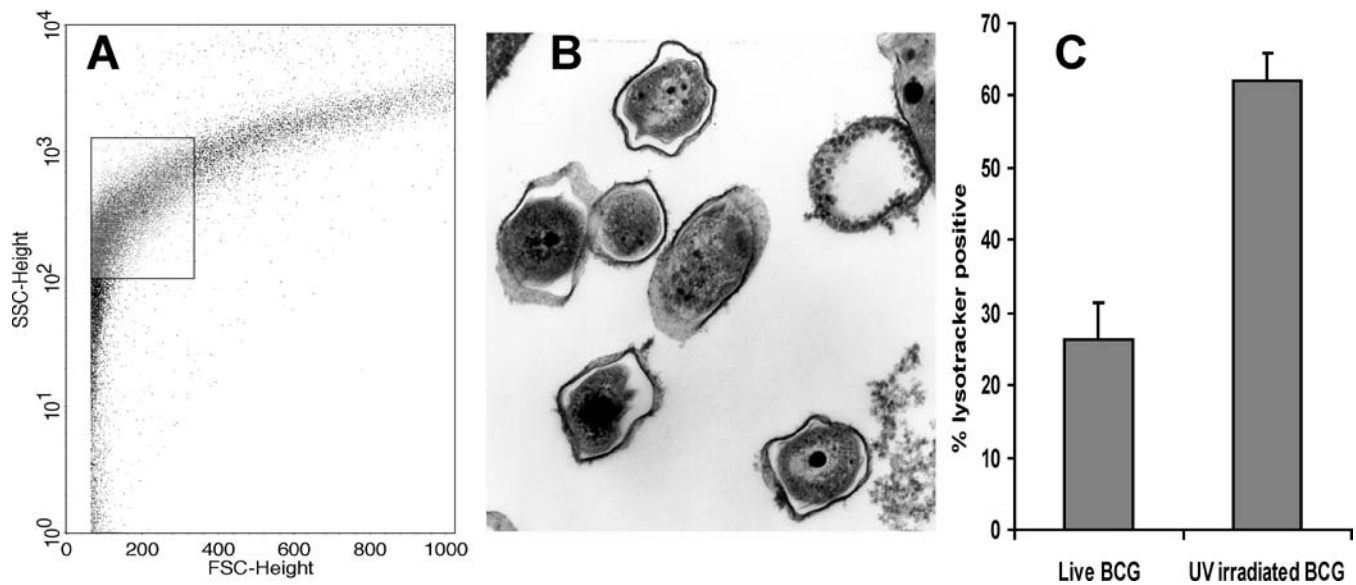 A
10^4
10^3
10^2
10^1
10^0
SSC-Height
0 200 400 600 800 1000
FSC-Height
B
C
70
60
50
40
30
20
10
0
% lysotracker positive
Live BCG UV irradiated BCG